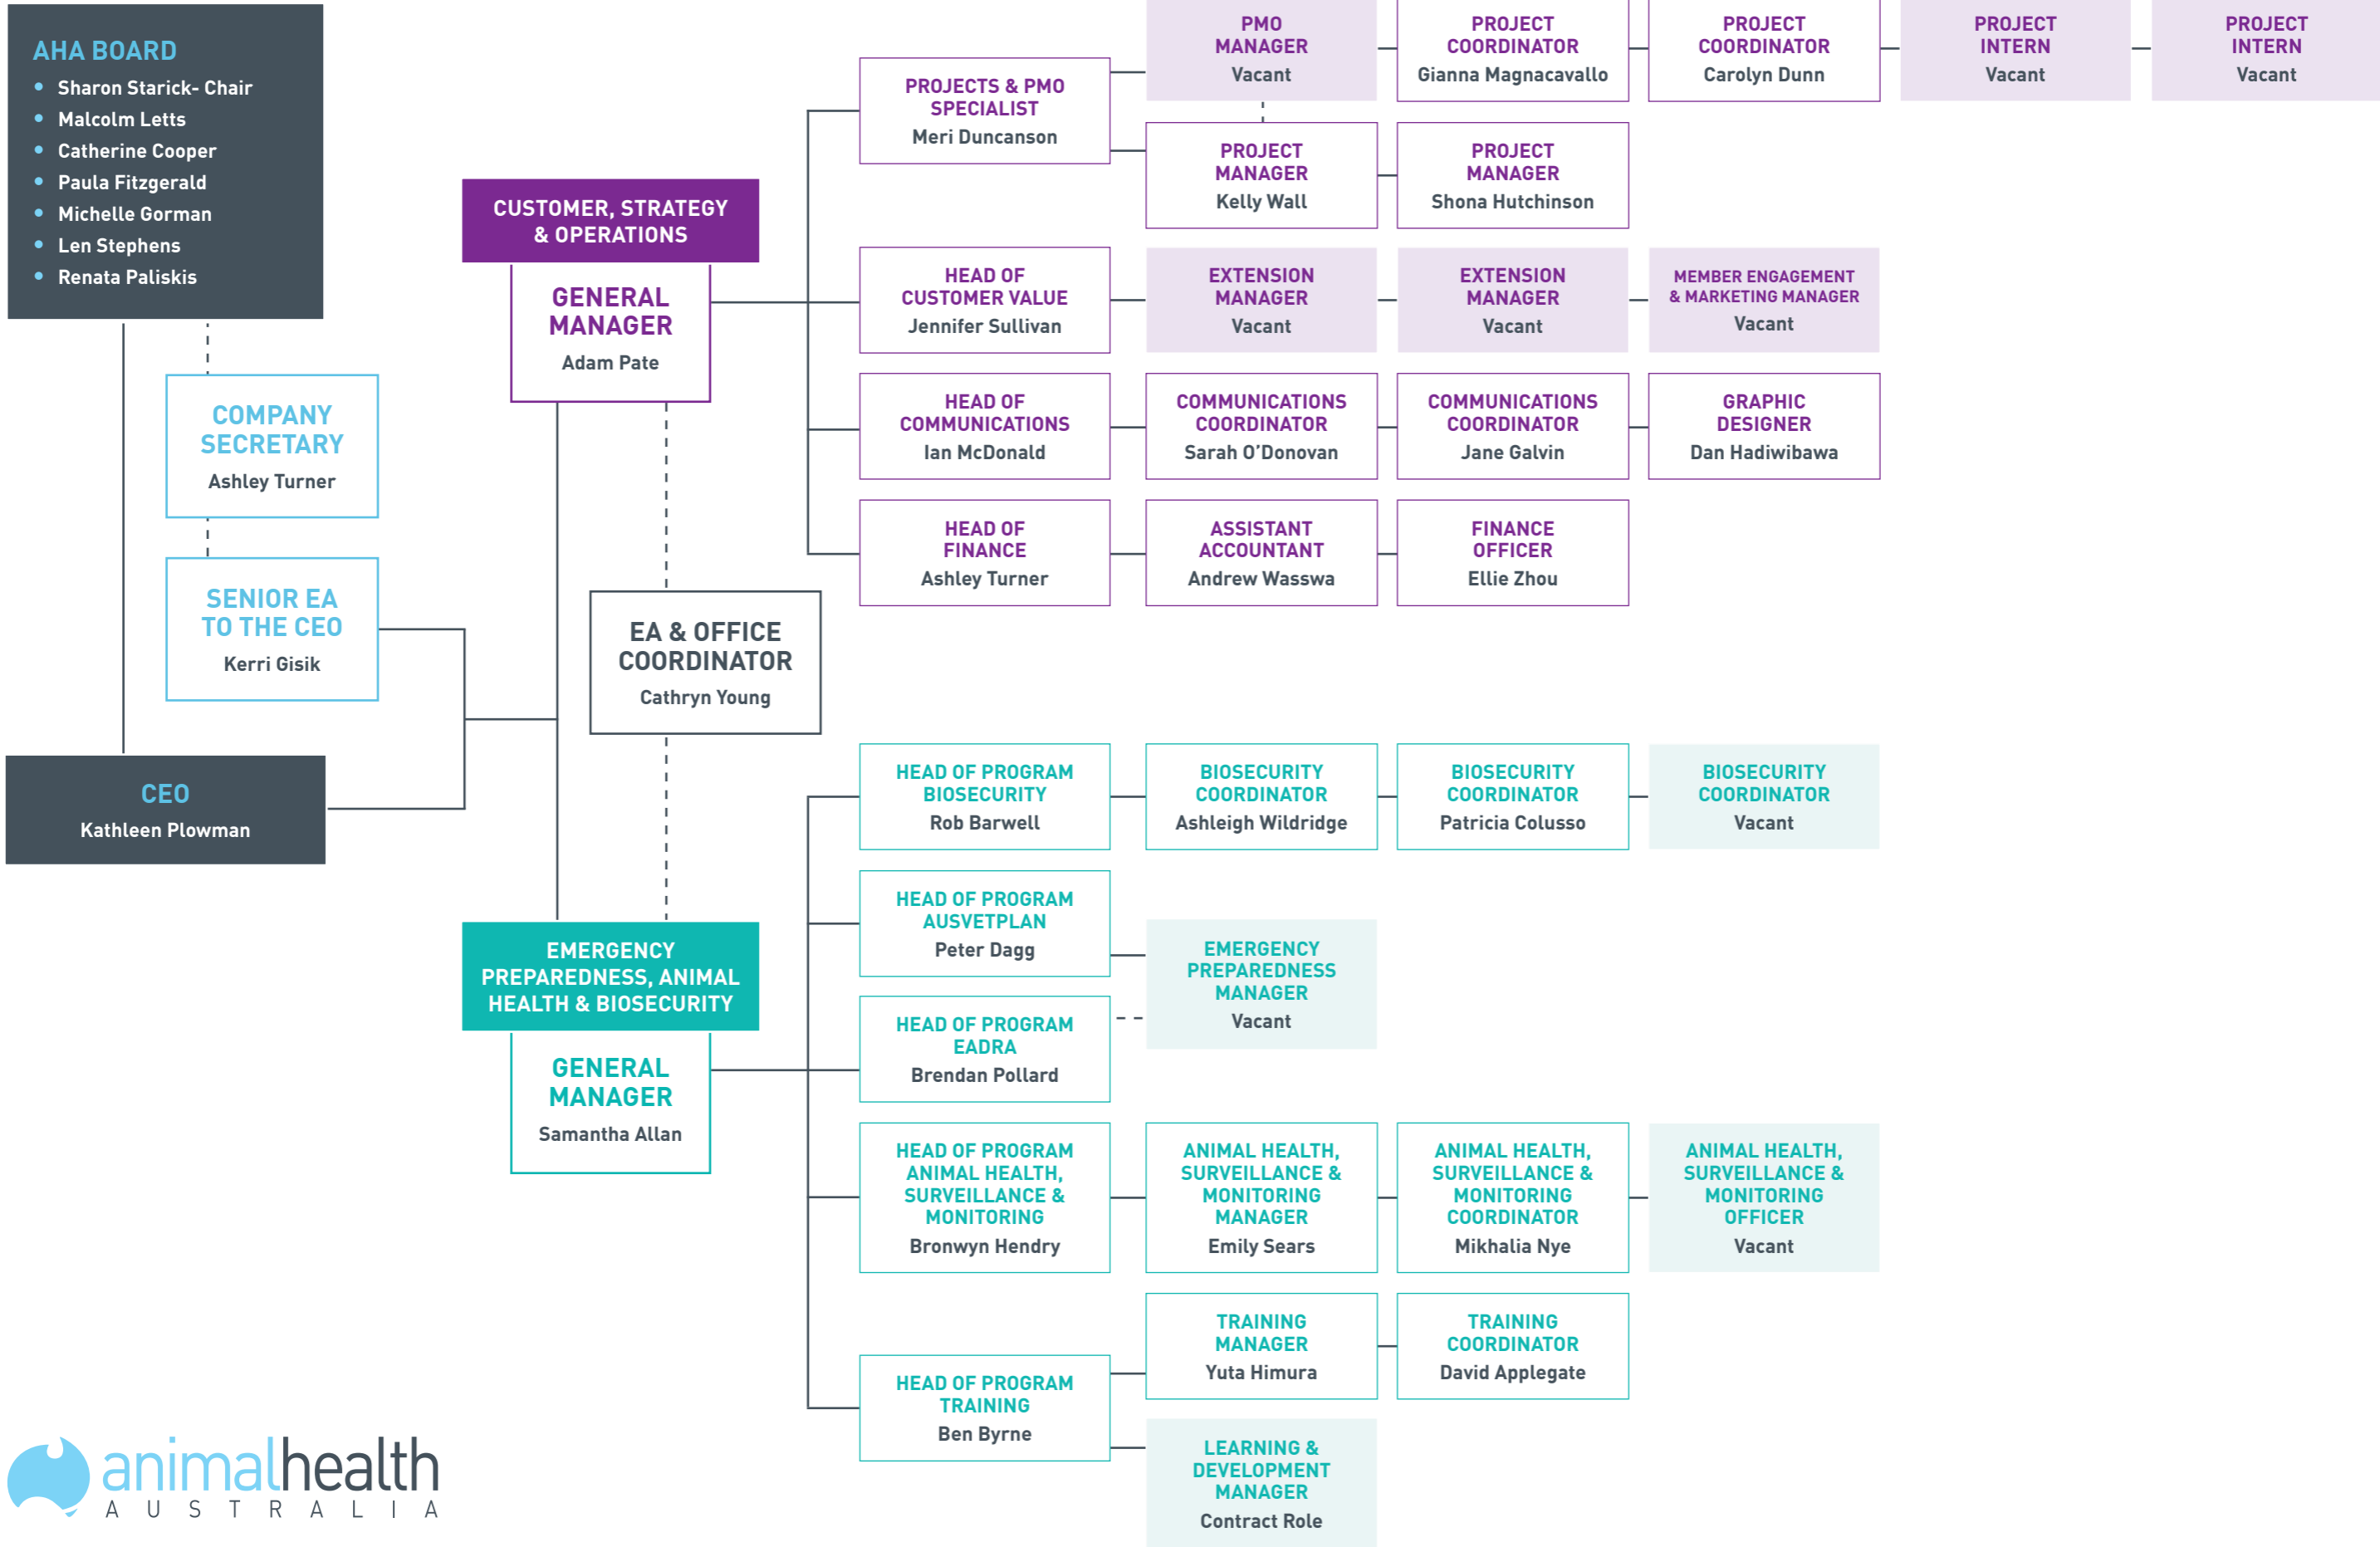 AHA BOARD
Sharon Starick- Chair
Malcolm Letts
Catherine Cooper
Paula Fitzgerald
Michelle Gorman
Len Stephens
Renata Paliskis
COMPANY
SECRETARY
Ashley Turner
SENIOR EA
TO THE CEO
Kerri Gisik
CEO
Kathleen Plowman
CUSTOMER, STRATEGY
& OPERATIONS
GENERAL
MANAGER
Adam Pate
EA & OFFICE
COORDINATOR
Cathryn Young
EMERGENCY
PREPAREDNESS, ANIMAL
HEALTH & BIOSECURITY
GENERAL
MANAGER
Samantha Allan
PROJECTS & PMO
SPECIALIST
Meri Duncanson
PMO
MANAGER
Vacant
PROJECT
COORDINATOR
Gianna Magnacavallo
PROJECT
COORDINATOR
Carolyn Dunn
PROJECT
INTERN
Vacant
PROJECT
INTERN
Vacant
PROJECT
MANAGER
Kelly Wall
PROJECT
MANAGER
Shona Hutchinson
HEAD OF
CUSTOMER VALUE
Jennifer Sullivan
EXTENSION
MANAGER
Vacant
EXTENSION
MANAGER
Vacant
MEMBER ENGAGEMENT
& MARKETING MANAGER
Vacant
HEAD OF
COMMUNICATIONS
Ian McDonald
COMMUNICATIONS
COORDINATOR
Sarah O’Donovan
COMMUNICATIONS
COORDINATOR
Jane Galvin
GRAPHIC
DESIGNER
Dan Hadiwibawa
HEAD OF
FINANCE
Ashley Turner
ASSISTANT
ACCOUNTANT
Andrew Wasswa
FINANCE
OFFICER
Ellie Zhou
HEAD OF PROGRAM
BIOSECURITY
Rob Barwell
BIOSECURITY
COORDINATOR
Ashleigh Wildridge
BIOSECURITY
COORDINATOR
Patricia Colusso
BIOSECURITY
COORDINATOR
Vacant
HEAD OF PROGRAM
AUSVETPLAN
Peter Dagg
EMERGENCY
PREPAREDNESS
MANAGER
Vacant
HEAD OF PROGRAM
EADRA
Brendan Pollard
HEAD OF PROGRAM
ANIMAL HEALTH,
SURVEILLANCE &
MONITORING
Bronwyn Hendry
ANIMAL HEALTH,
SURVEILLANCE &
MONITORING
MANAGER
Emily Sears
ANIMAL HEALTH,
SURVEILLANCE &
MONITORING
COORDINATOR
Mikhalia Nye
ANIMAL HEALTH,
SURVEILLANCE &
MONITORING
OFFICER
Vacant
HEAD OF PROGRAM
TRAINING
Ben Byrne
TRAINING
MANAGER
Yuta Himura
TRAINING
COORDINATOR
David Applegate
LEARNING &
DEVELOPMENT
MANAGER
Contract Role
animalhealth
AUSTRALIA